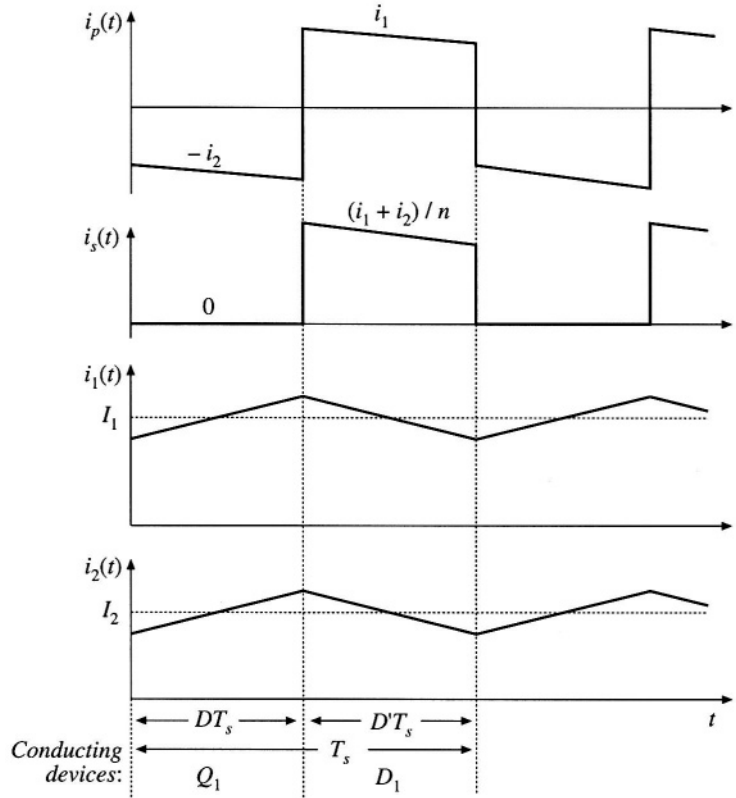 i_p(t)
i_1
– i_2
i_s(t)
(i_1 + i_2) / n
0
i_1(t)
I_1
i_2(t)
I_2
DT_s
D'T_s
t
Conducting
T_s
devices:
Q_1
D_1